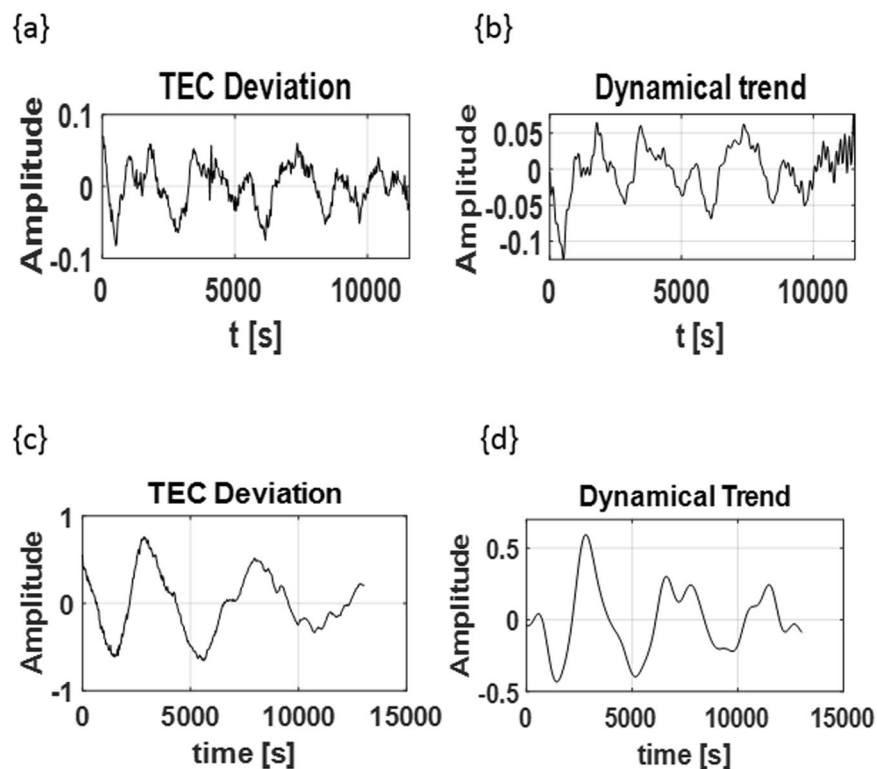 {a}
TEC Deviation
Amplitude
0.1
0
-0.1
0 5000 10000
t [s]
{b}
Dynamical trend
Amplitude
0.05
0
-0.05
-0.1
0 5000 10000
t [s]
{c}
TEC Deviation
Amplitude
1
0
-1
0 5000 10000 15000
time [s]
{d}
Dynamical Trend
Amplitude
0.5
0
-0.5
0 5000 10000 15000
time [s]